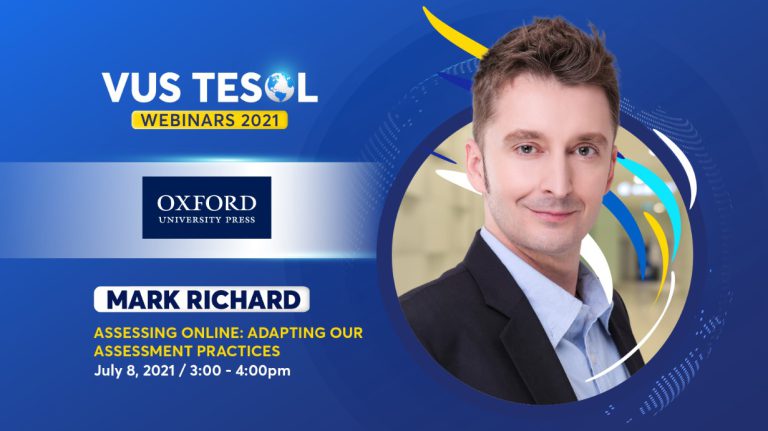 VUS TESOL
WEBINARS 2021
OXFORD
UNIVERSITY PRESS
MARK RICHARD
ASSESSING ONLINE: ADAPTING OUR
ASSESSMENT PRACTICES
July 8, 2021 / 3:00 - 4:00pm